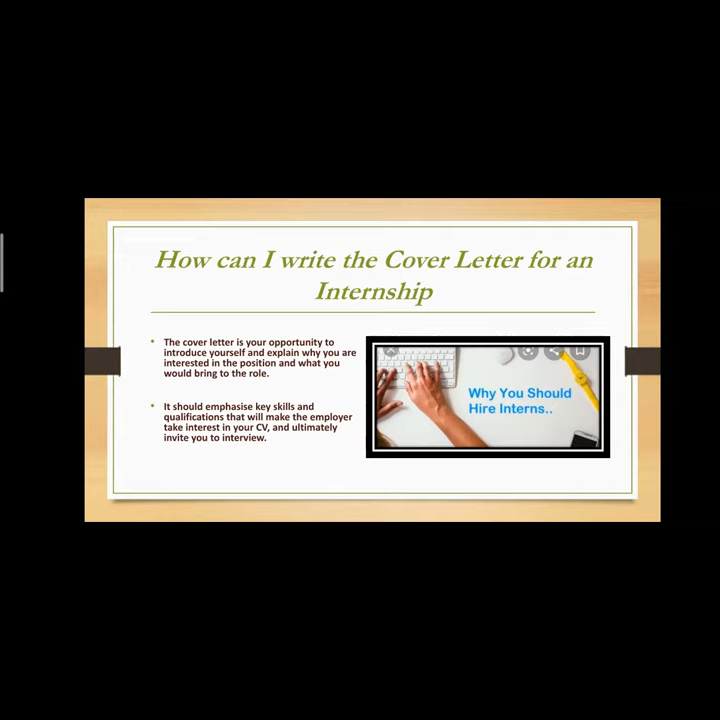 How can I write the Cover Letter for an
Internship
• The cover letter is your opportunity to
introduce yourself and explain why you are
interested in the position and what you
would bring to the role.
• It should emphasise key skills and
qualifications that will make the employer
take interest in your CV, and ultimately
invite you to interview.
Why You Should
Hire Interns..